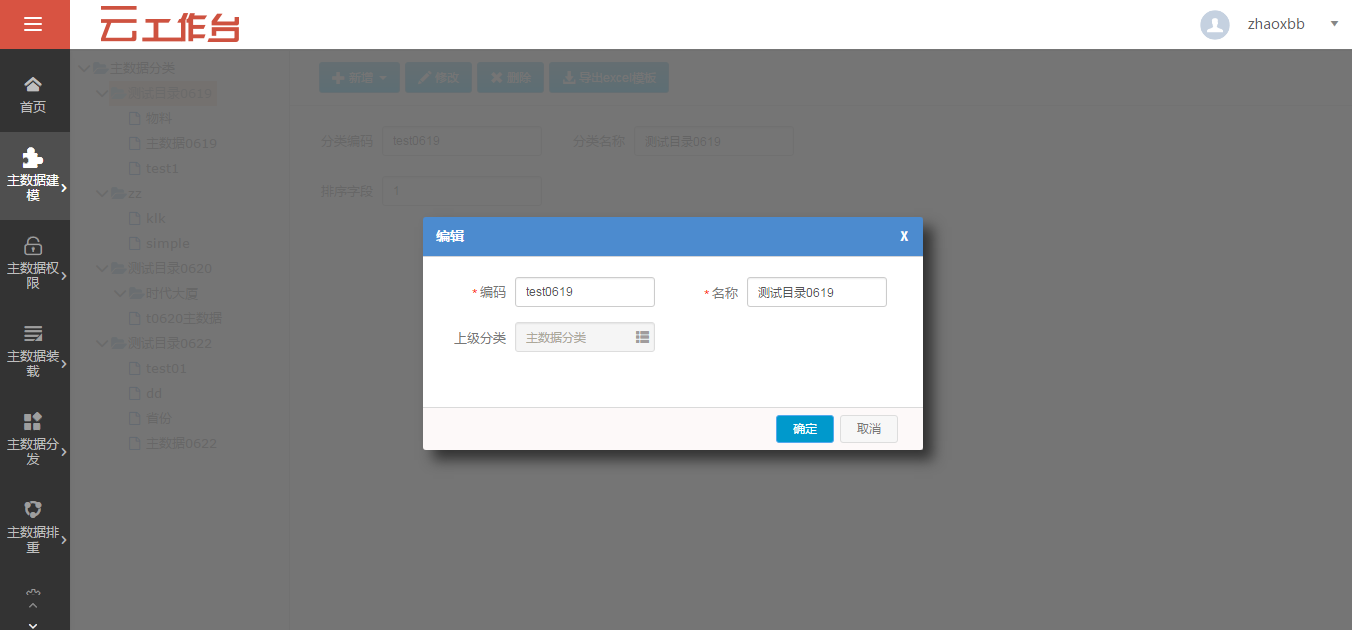 云工作台
zhaoxbb
首页
主数据建
模
主数据权
限
主数据装
载
主数据分
发
主数据排
重
主数据分类
测试目录0619
物料
主数据0619
test1
zz
klk
simple
测试目录0620
时代大厦
t0620主数据
测试目录0622
test01
dd
省份
主数据0622
新增
修改
删除
导出excel模板
分类编码 test0619 分类名称 测试目录0619
排序字段 1
编辑 X
*编码 test0619 *名称 测试目录0619
上级分类 主数据分类
确定 取消